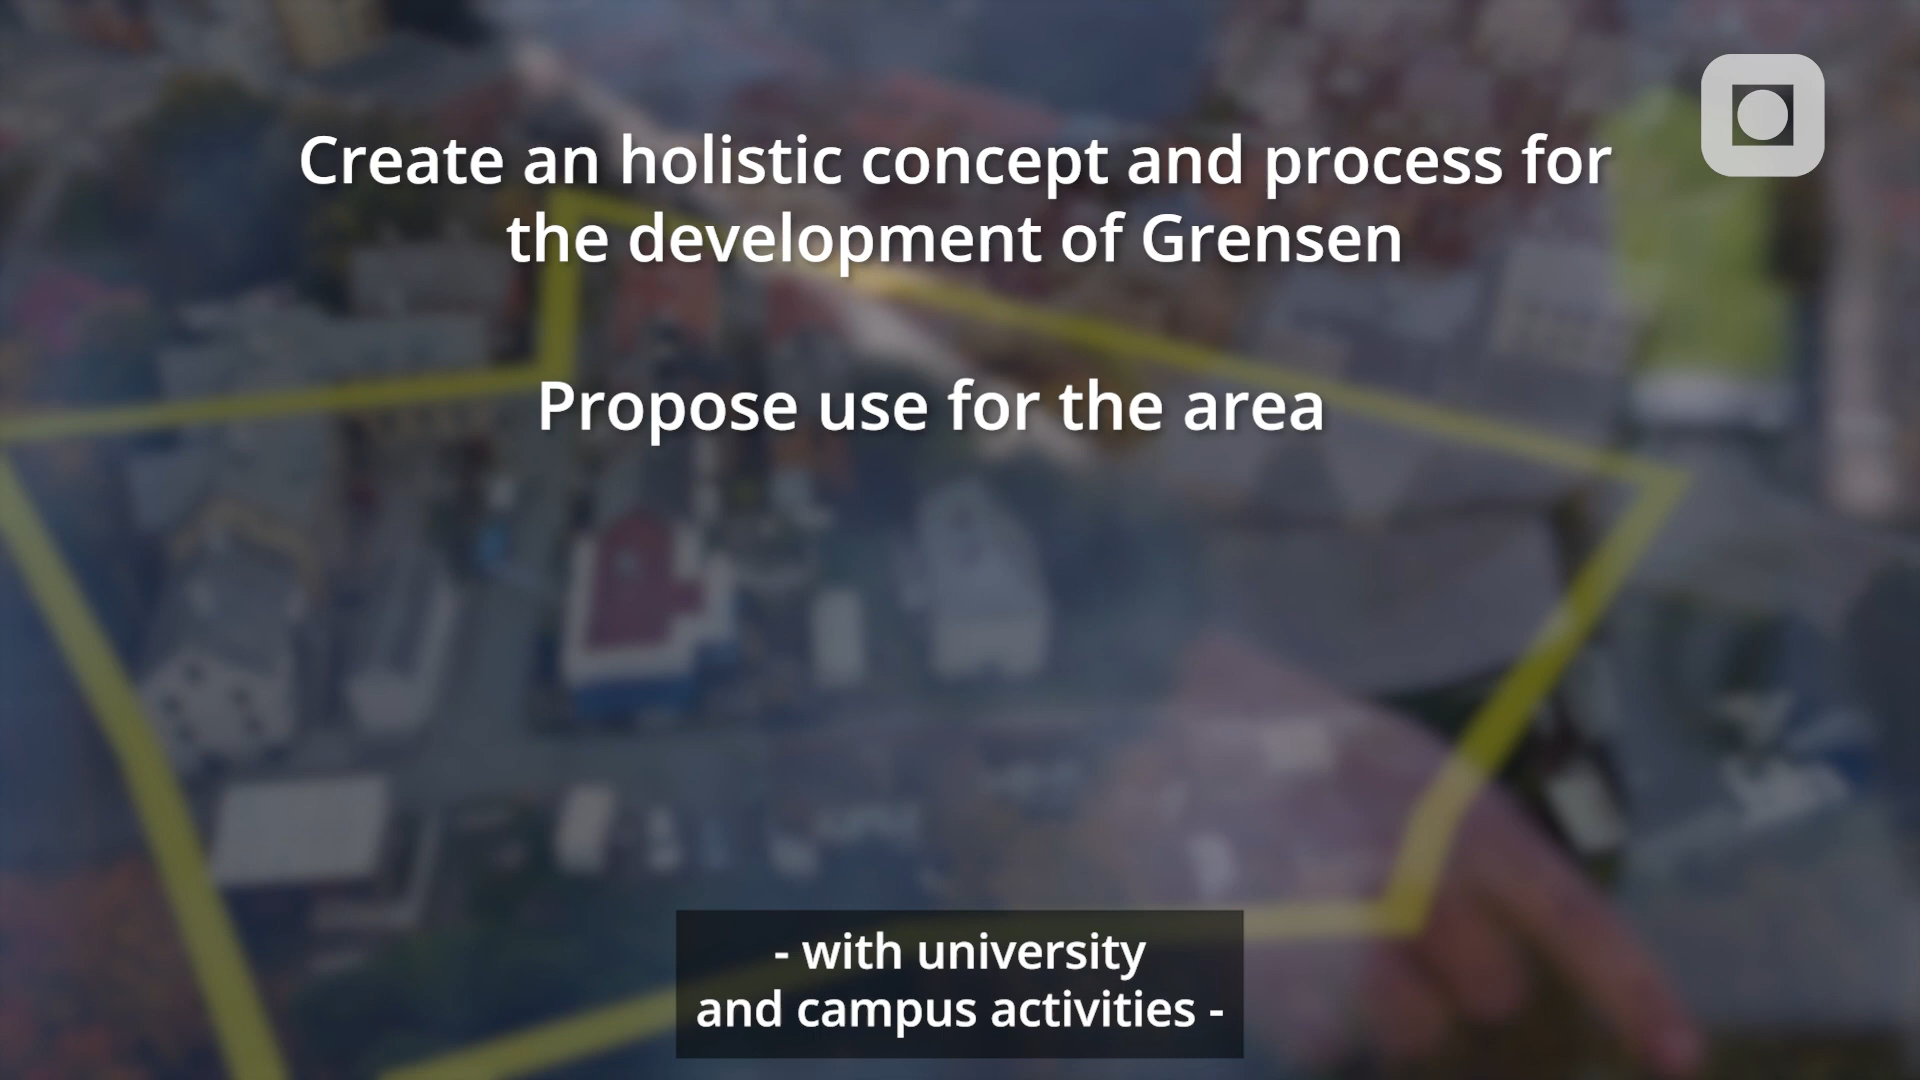 Create an holistic concept and process for
the development of Grensen
Propose use for the area
- with university
and campus activities -